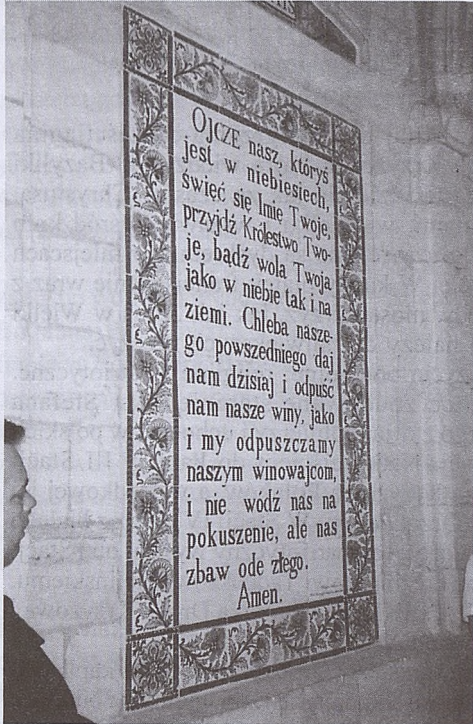 OJCZE nasz, któryś
jest w niebiesiech,
święć się Imię Twoje,
przyjdź Królestwo Two-
je, bądź wola Twoja
jako w niebie tak i na
ziemi. Chleba nasze-
go powszedniego daj
nam dzisiaj i odpuść
nam nasze winy, jako
i my odpuszczamy
naszym winowajcom,
i nie wódź nas na
pokuszenie, ale nas
zbaw ode złego.
Amen.